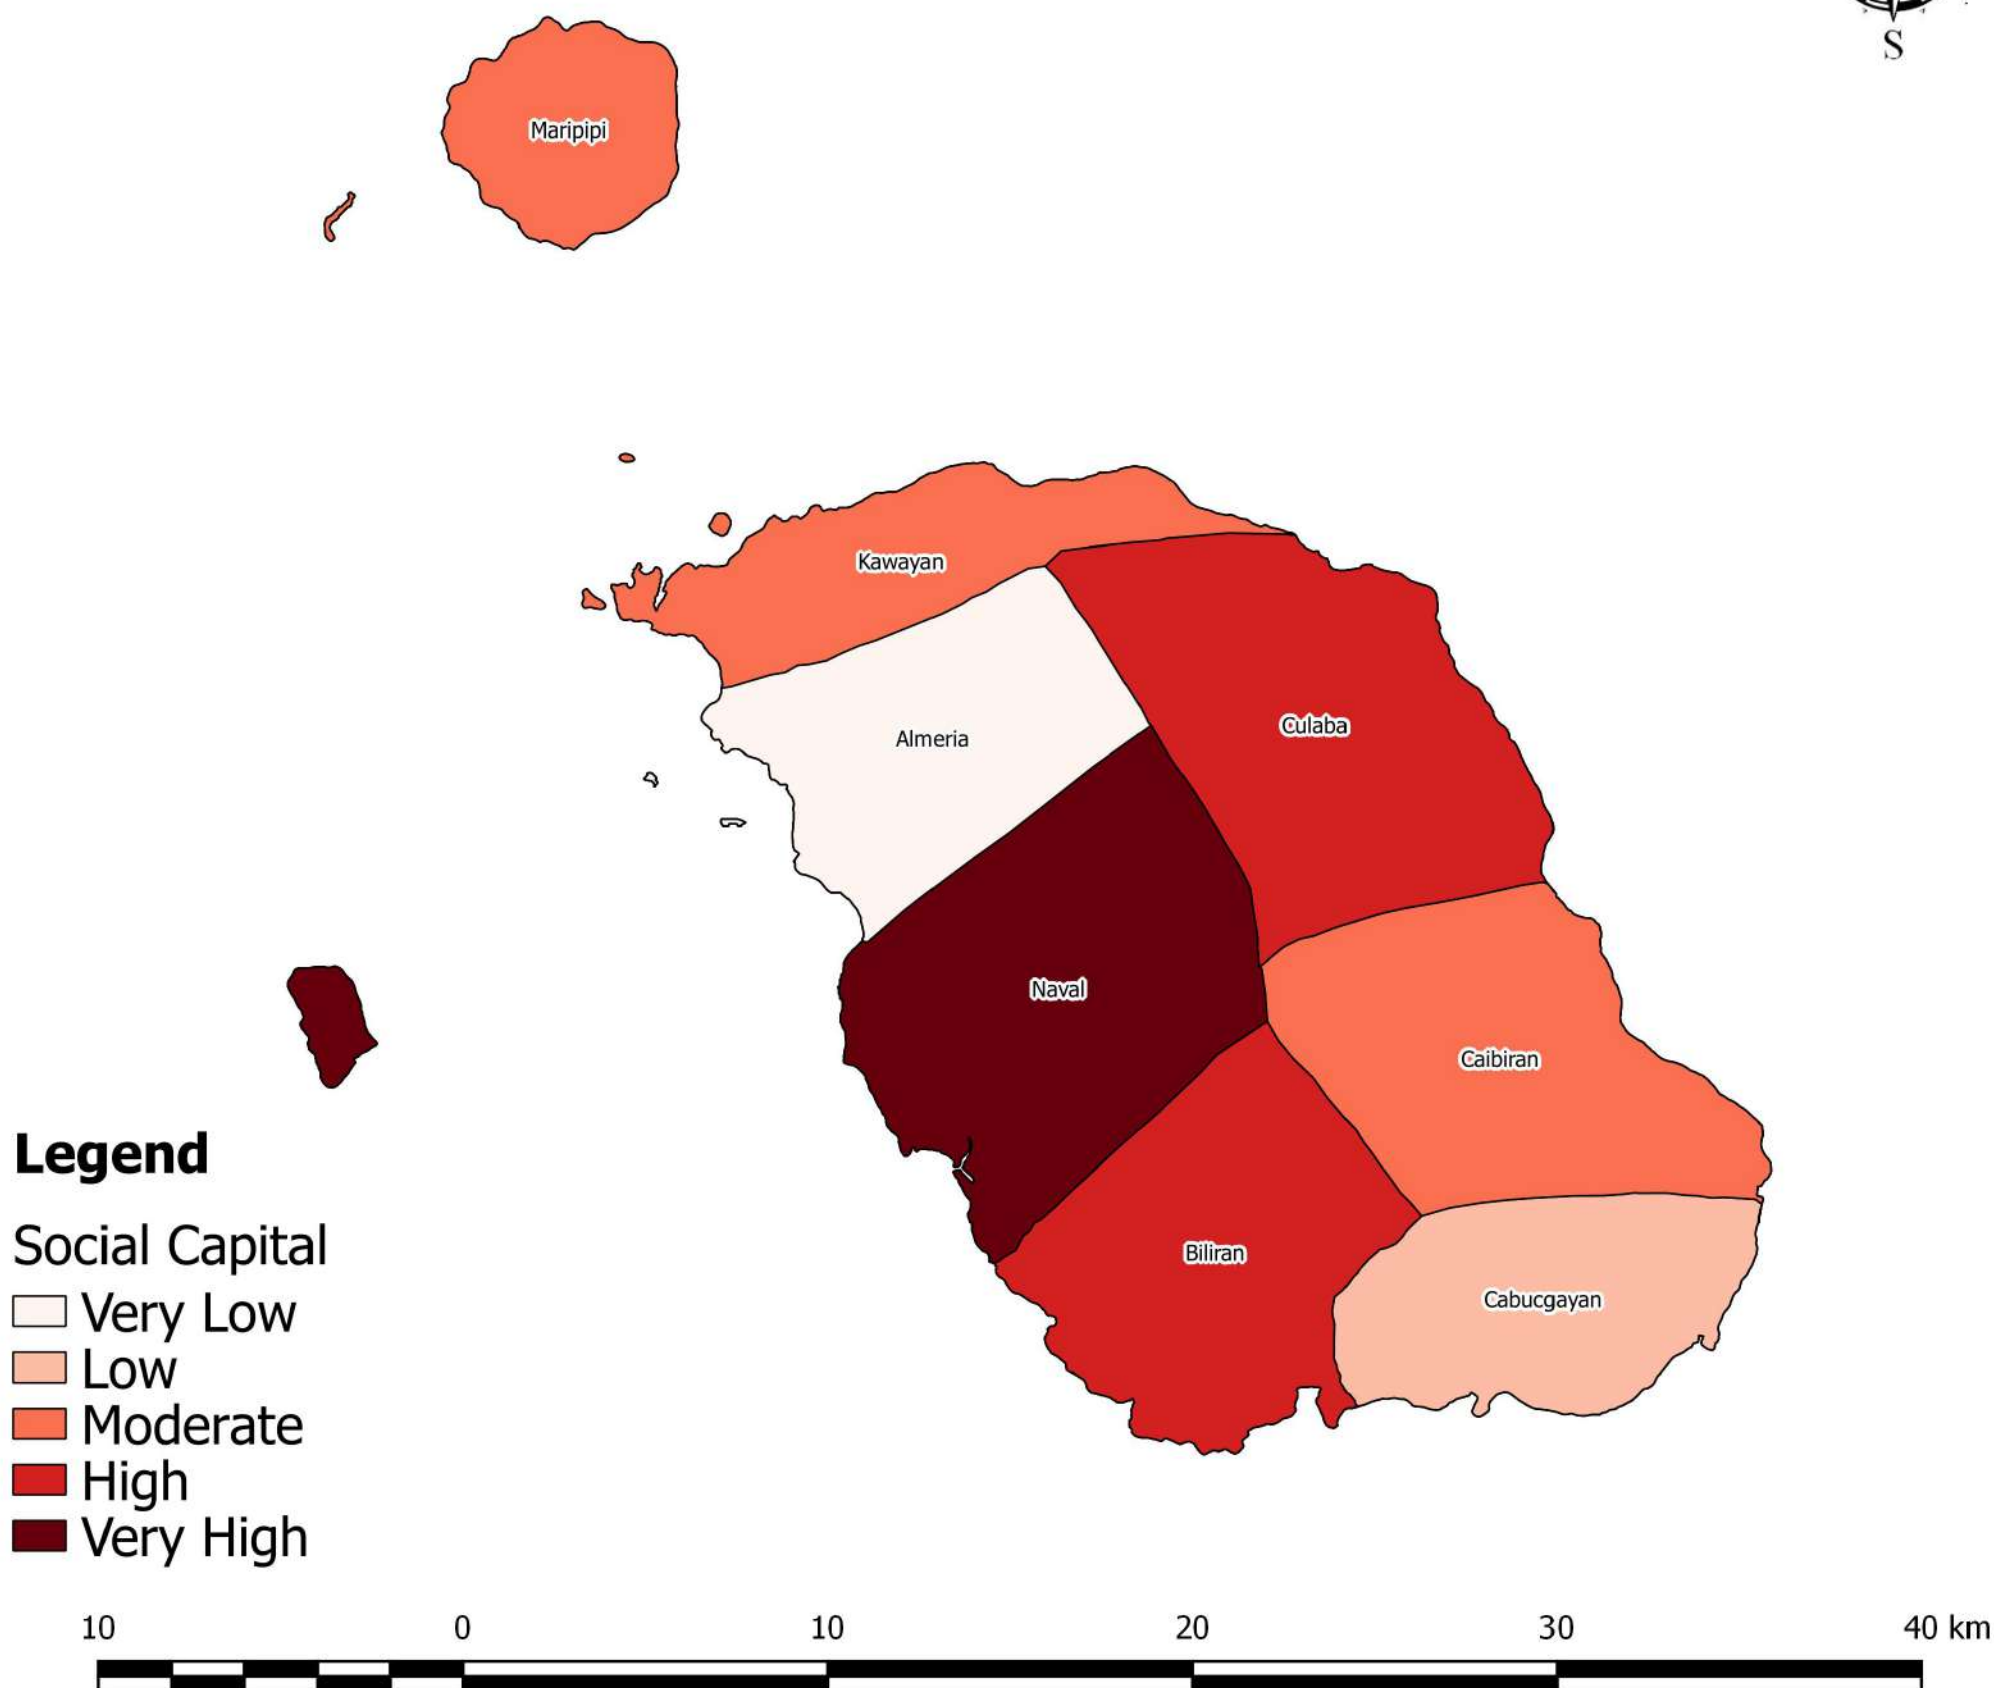 S
Maripipi
Kawayan
Almeria
Culaba
Naval
Caibiran
Biliran
Cabucgayan
Legend
Social Capital
Very Low
Low
Moderate
High
Very High
10 0 10 20 30 40 km